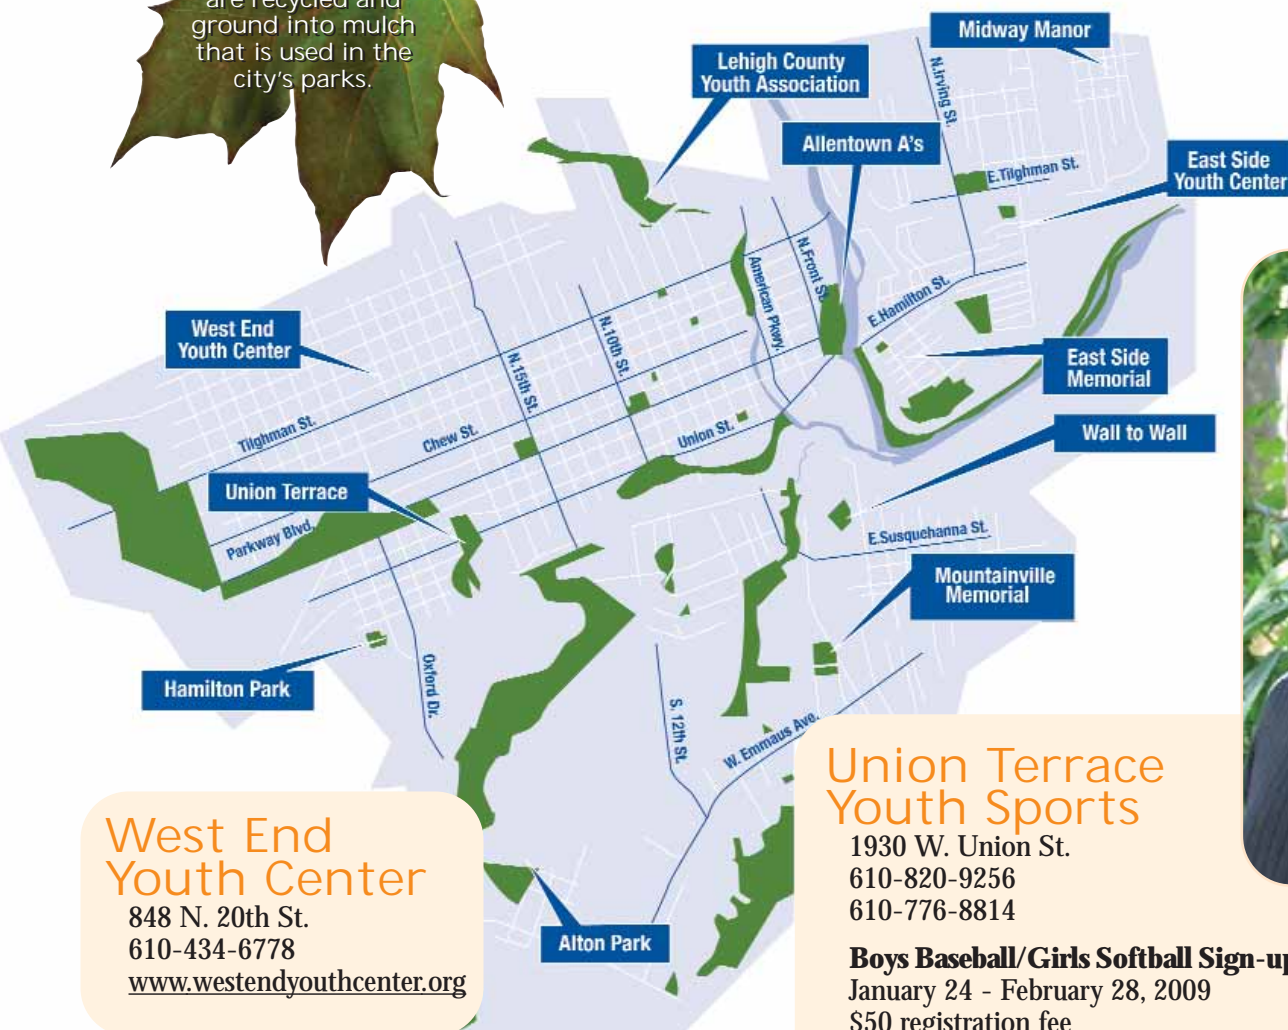 are recycled and
ground into mulch
that is used in the
city's parks.
Midway Manor
Lehigh County
Youth Association
N.Irving St.
Allentown A's
East Side
Youth Center
E.Tilghman St.
N.Front St.
American Pkwy.
E.Hamilton St.
West End
Youth Center
N.10th St.
N.15th St.
East Side
Memorial
Tilghman St.
Chew St.
Union St.
Wall to Wall
Union Terrace
Parkway Blvd.
E.Susquehanna St.
Mountainville
Memorial
Hamilton Park
Oxford Dr.
S. 12th St.
W. Emmaus Ave.
Alton Park
West End
Youth Center
848 N. 20th St.
610-434-6778
www.westendyouthcenter.org
Union Terrace
Youth Sports
1930 W. Union St.
610-820-9256
610-776-8814
Boys Baseball/Girls Softball Sign-up
January 24 - February 28, 2009
$50 registration fee